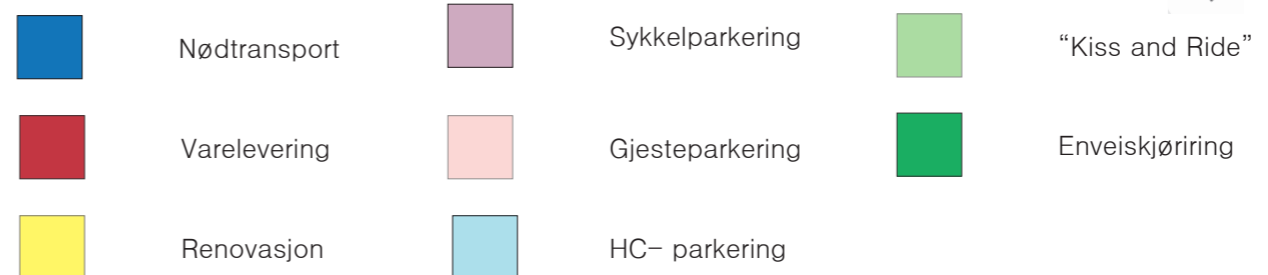 Nødtransport
Varelevering
Renovasjon
Sykkelparkering
Gjesteparkering
HC- parkering
“Kiss and Ride”
Enveiskjøriring